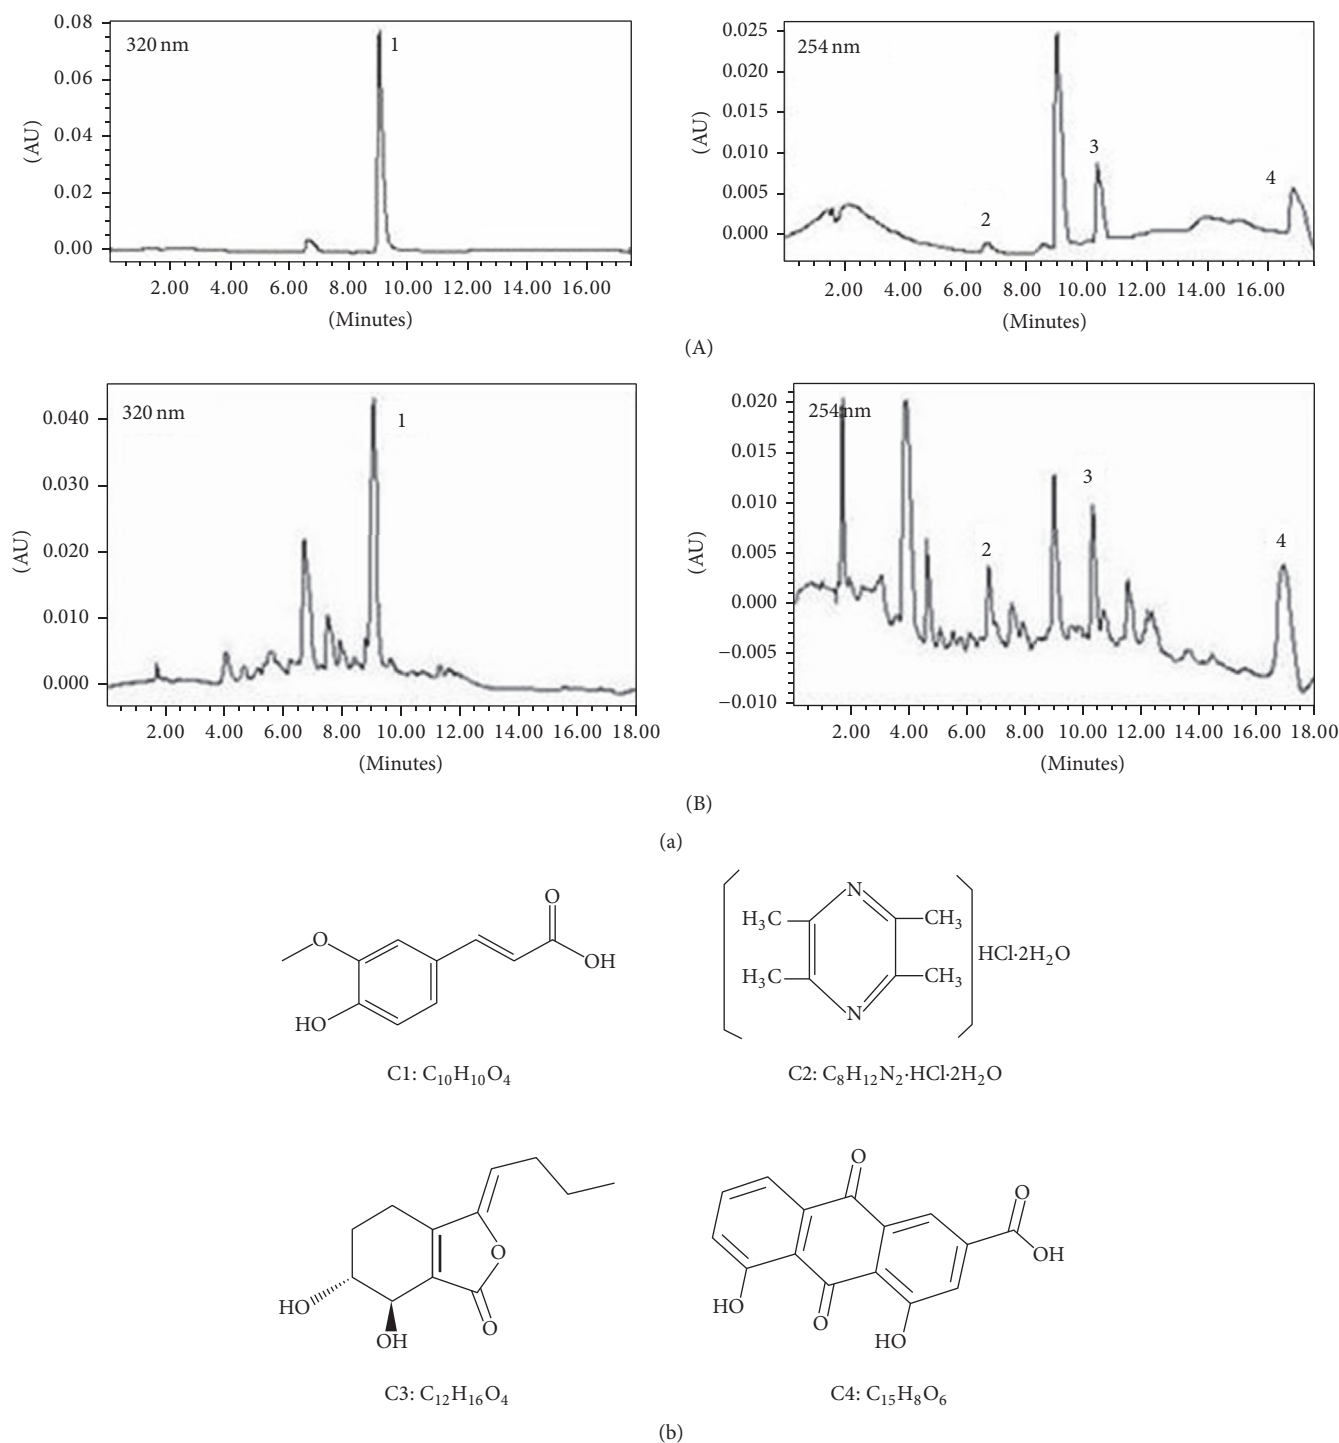 320 nm
1
0.08
0.06
0.04
0.02
0.00
(AU)
2.00 4.00 6.00 8.00 10.00 12.00 14.00 16.00
(Minutes)
254 nm
2
3
4
0.025
0.020
0.015
0.010
0.005
0.000
(AU)
2.00 4.00 6.00 8.00 10.00 12.00 14.00 16.00
(Minutes)
(A)
320 nm
1
0.040
0.030
0.020
0.010
0.000
(AU)
2.00 4.00 6.00 8.00 10.00 12.00 14.00 16.00 18.00
(Minutes)
254 nm
2
3
4
0.020
0.015
0.010
0.005
0.000
−0.005
−0.010
(AU)
2.00 4.00 6.00 8.00 10.00 12.00 14.00 16.00 18.00
(Minutes)
(B)
(a)
O
O
OH
HO
C1: C₁₀H₁₀O₄
N
H₃C CH₃
H₃C CH₃
N
HCl·2H₂O
C2: C₈H₁₂N₂·HCl·2H₂O
O
HO
OH
O
C3: C₁₂H₁₆O₄
O
O
OH
HO
O
HO
C4: C₁₅H₈O₆
(b)